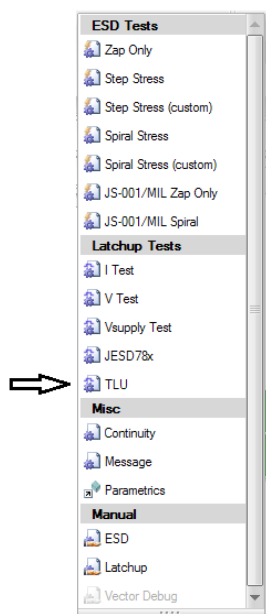 ESD Tests
Zap Only
Step Stress
Step Stress (custom)
Spiral Stress
Spiral Stress (custom)
JS-001/MIL Zap Only
JS-001/MIL Spiral
Latchup Tests
I Test
V Test
Vsupply Test
JESD78x
TLU
Misc
Continuity
Message
Parametrics
Manual
ESD
Latchup
Vector Debug